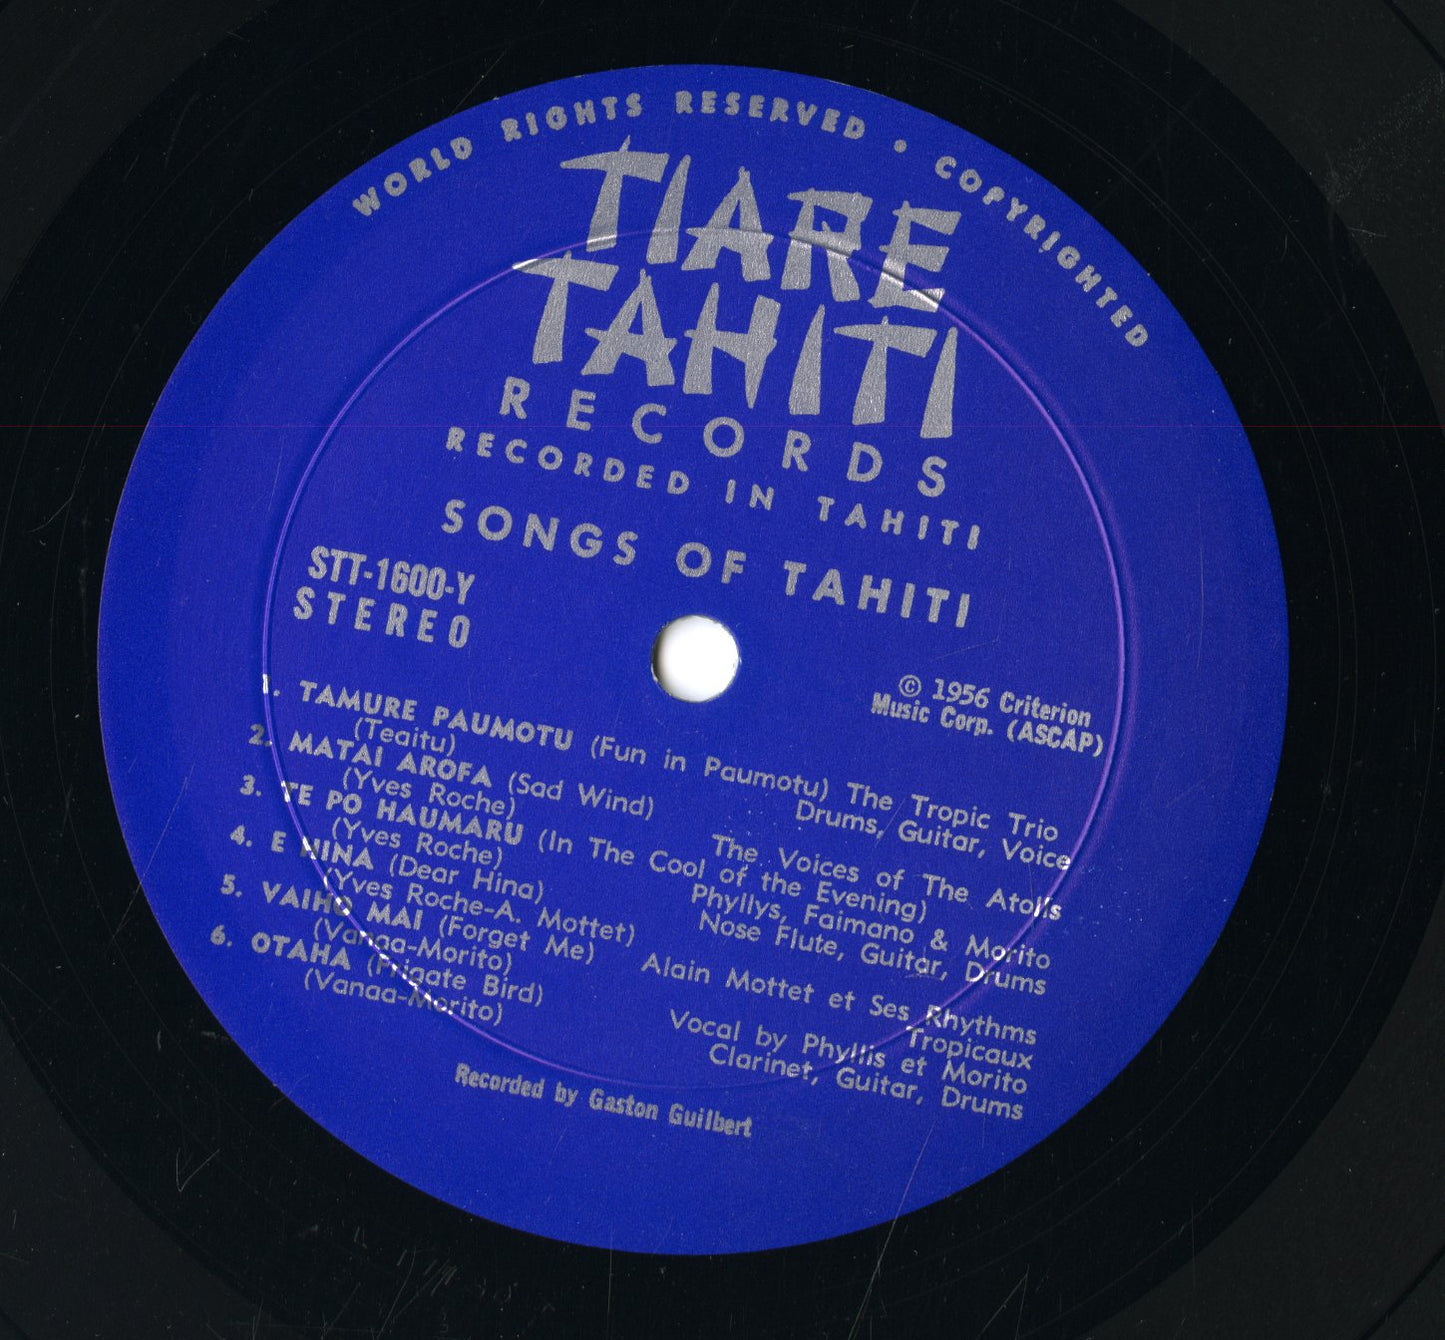 WORLD RIGHTS RESERVED • COPYRIGHTED
TIARE
TAHITI
RECORDS
RECORDED IN TAHITI
SONGS OF TAHITI
STT-1600-Y
STEREO
© 1956 Criterion
Music Corp. (ASCAP)
1. TAMURE PAUMOTU (Fun in Paumotu) The Tropic Trio
(Teaitu) Drums, Guitar, Voice
2. MATAI AROFA (Sad Wind)
(Yves Roche) The Voices of The Atolls
3. TE PO HAUMARU (In The Cool of the Evening)
(Yves Roche) Phyllys, Faimano & Morito
Nose Flute, Guitar, Drums
4. E HINA (Dear Hina)
(Yves Roche-A. Mottet) Alain Mottet et Ses Rhythms
Tropicaux
5. VAIHO MAI (Forget Me)
(Vanaa-Morito) Vocal by Phyllis et Morito
Clarinet, Guitar, Drums
6. OTAHA (Frigate Bird)
(Vanaa-Morito)
Recorded by Gaston Guilbert